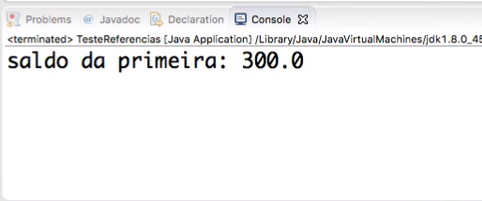 Problems @ Javadoc Declaration Console
<terminated> TesteReferencias [Java Application] /Library/Java/JavaVirtualMachines/jdk1.8.0_45
saldo da primeira: 300.0